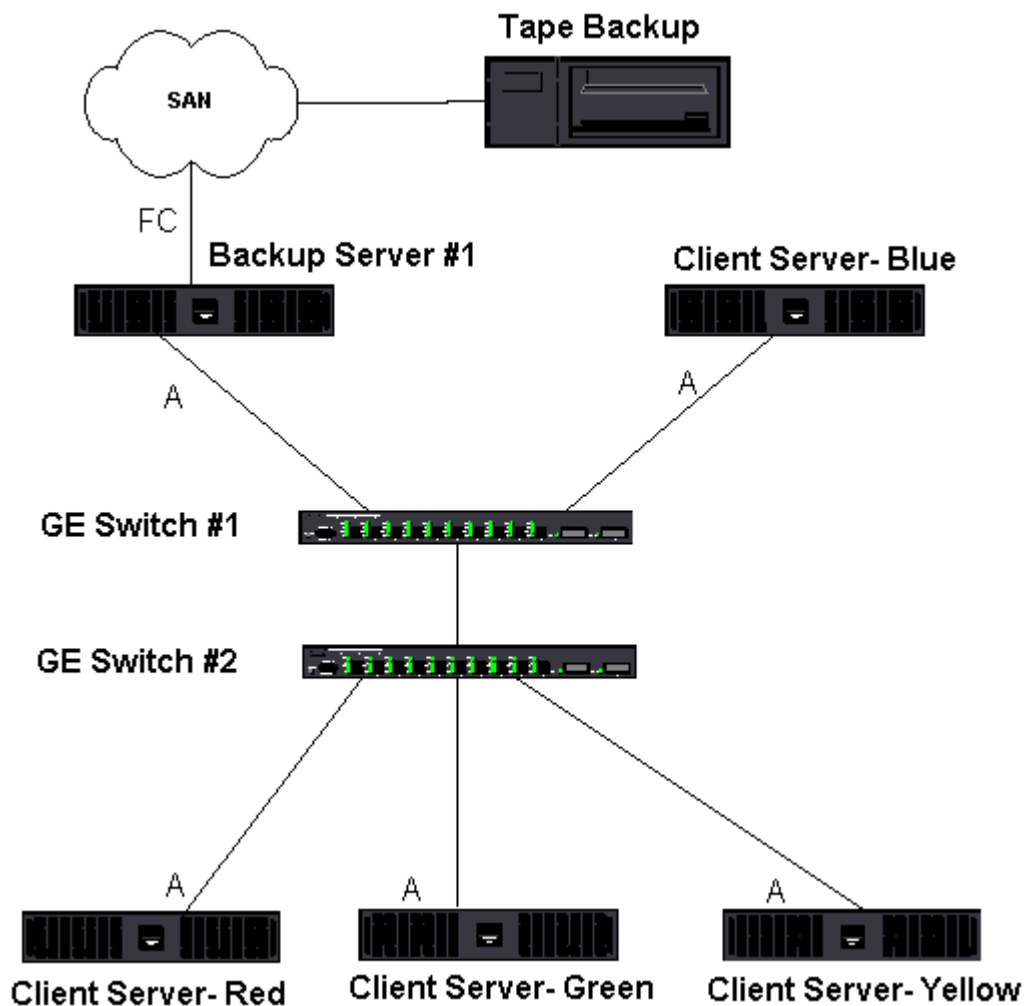 Tape Backup
SAN
FC
Backup Server #1
Client Server- Blue
A
A
GE Switch #1
GE Switch #2
A
A
A
Client Server- Red
Client Server- Green
Client Server- Yellow